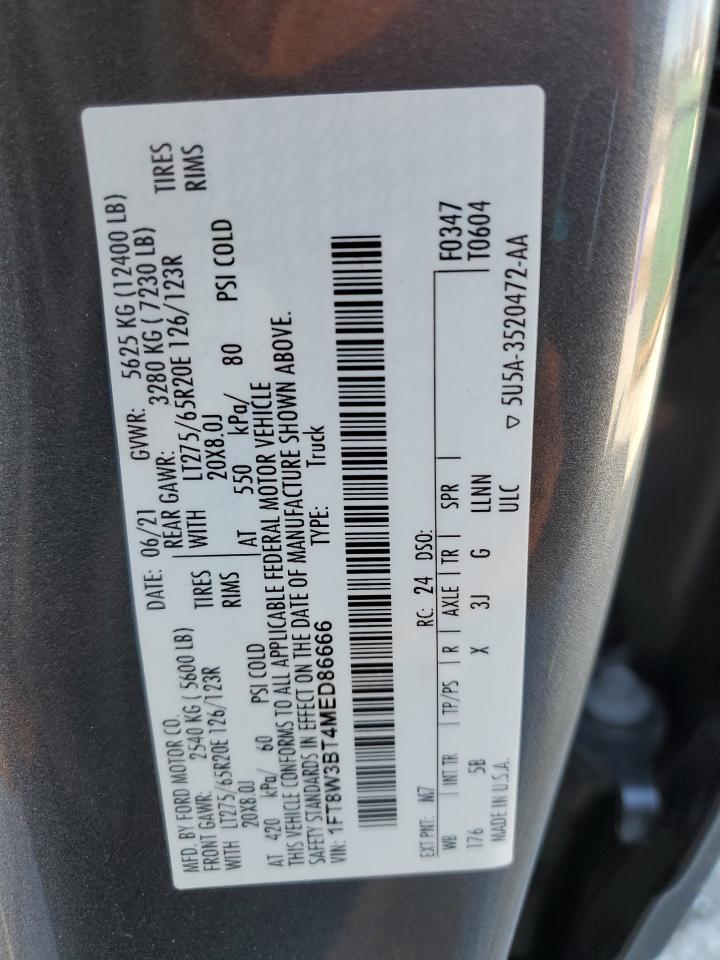 MFD. BY FORD MOTOR CO.
DATE: 06/21 GVWR: 5625 KG (12400 LB)
FRONT GAWR: 2540 KG ( 5600 LB) REAR GAWR: 3280 KG ( 7230 LB)
WITH LT275/65R20E 126/123R TIRES WITH LT275/65R20E 126/123R TIRES
20X8.0J RIMS 20X8.0J RIMS
AT 420 kPa/ 60 PSI COLD AT 550 kPa/ 80 PSI COLD
THIS VEHICLE CONFORMS TO ALL APPLICABLE FEDERAL MOTOR VEHICLE
SAFETY STANDARDS IN EFFECT ON THE DATE OF MANUFACTURE SHOWN ABOVE.
VIN: 1FT8W3BT4MED86666 TYPE: Truck
F0347
EXT PNT: M7 RC: 24 DSO: T0604
WB INT TR TP/PS R AXLE TR SPR
176 5B X 3J G LLNN
MADE IN U.S.A. ULC
▽ 5U5A-3520472-AA